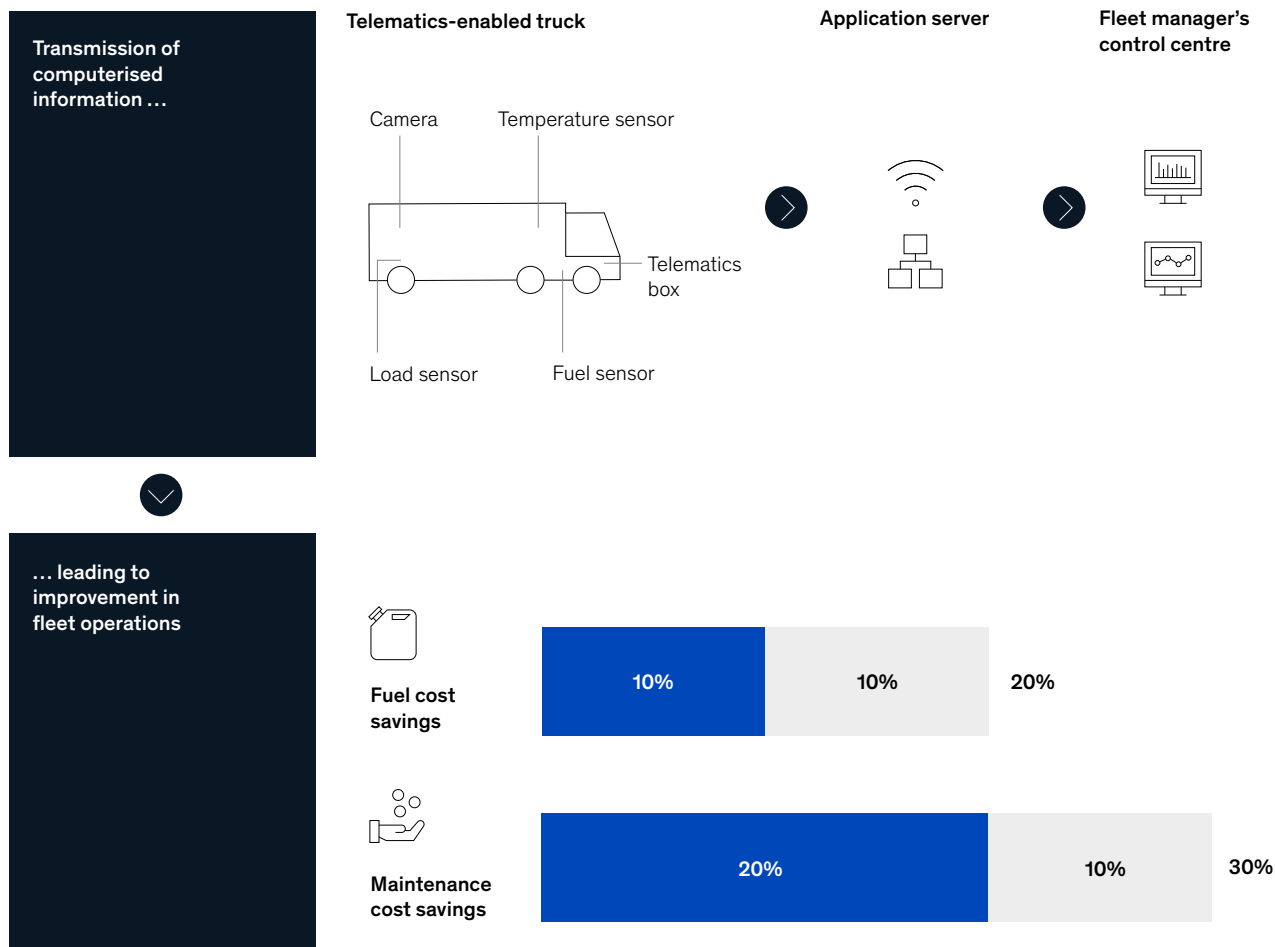 Transmission of
computerised
information …
Telematics-enabled truck
Application server
Fleet manager’s
control centre
Camera
Temperature sensor
Telematics
box
Load sensor
Fuel sensor
… leading to
improvement in
fleet operations
Fuel cost
savings
10%
10%
20%
Maintenance
cost savings
20%
10%
30%